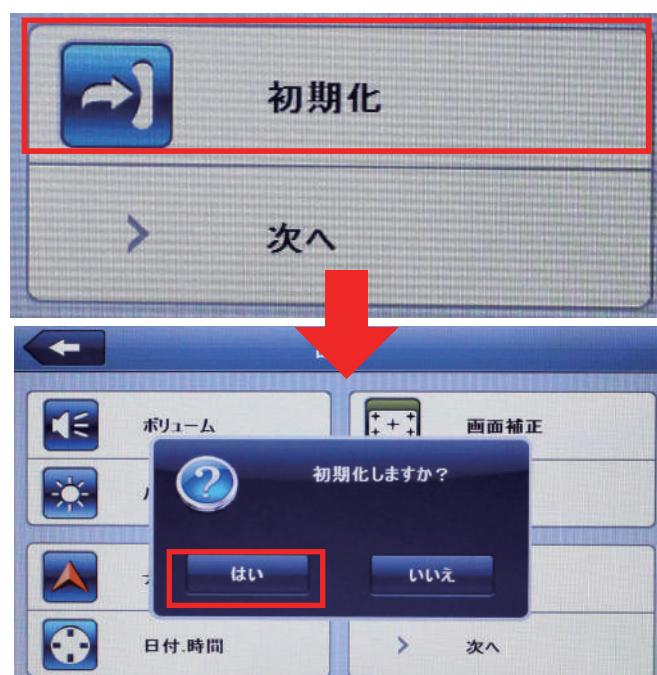 初期化
次へ
ボリューム
画面補正
初期化しますか?
はい
いいえ
日付.時間
次へ